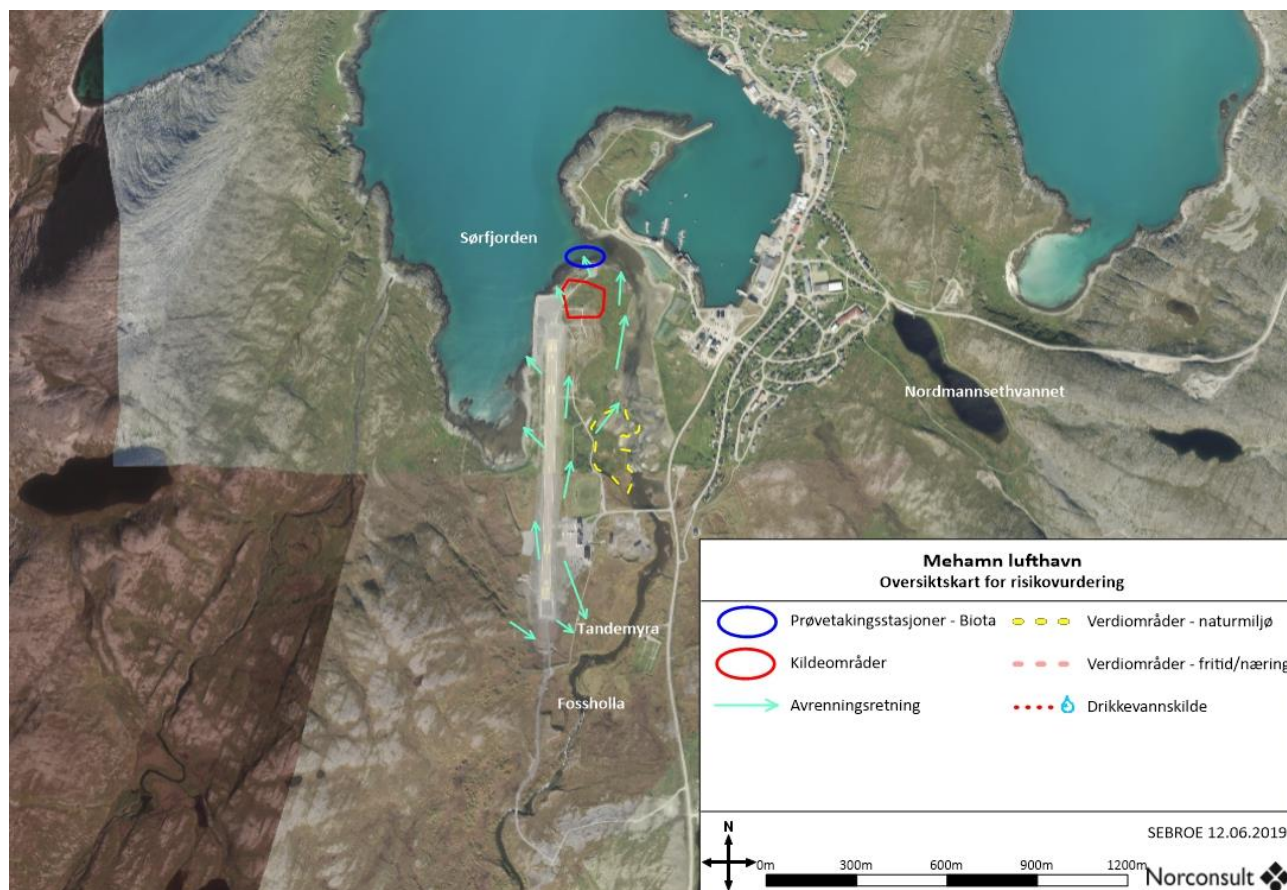 Sørfjorden
Nordmannsethvannet
Tandemyra
Fossholla
Mehamn lufthavn
Oversiktskart for risikovurdering
Prøvetakingsstasjoner - Biota
Verdiområder - naturmiljø
Kildeområder
Verdiområder - fritid/næring
Avrenningsretning
Drikkevannskilde
N
SEBROE 12.06.2019
0m 300m 600m 900m 1200m
Norconsult